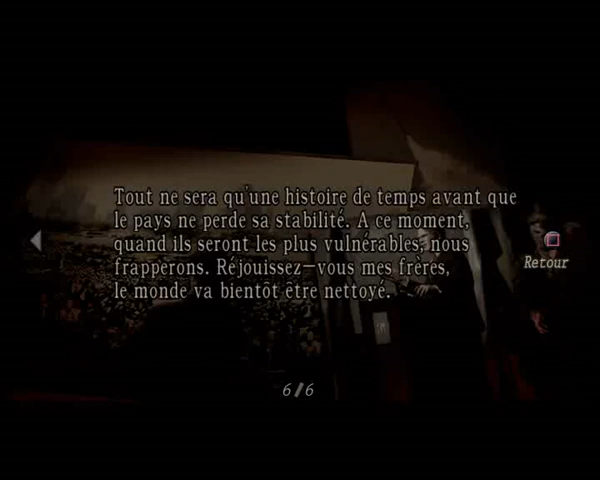 Tout ne sera qu'une histoire de temps avant que
le pays ne perde sa stabilité. A ce moment,
quand ils seront les plus vulnérables, nous
frapperons. Réjouissez-vous mes frères,
le monde va bientôt être nettoyé.
Retour
6/6